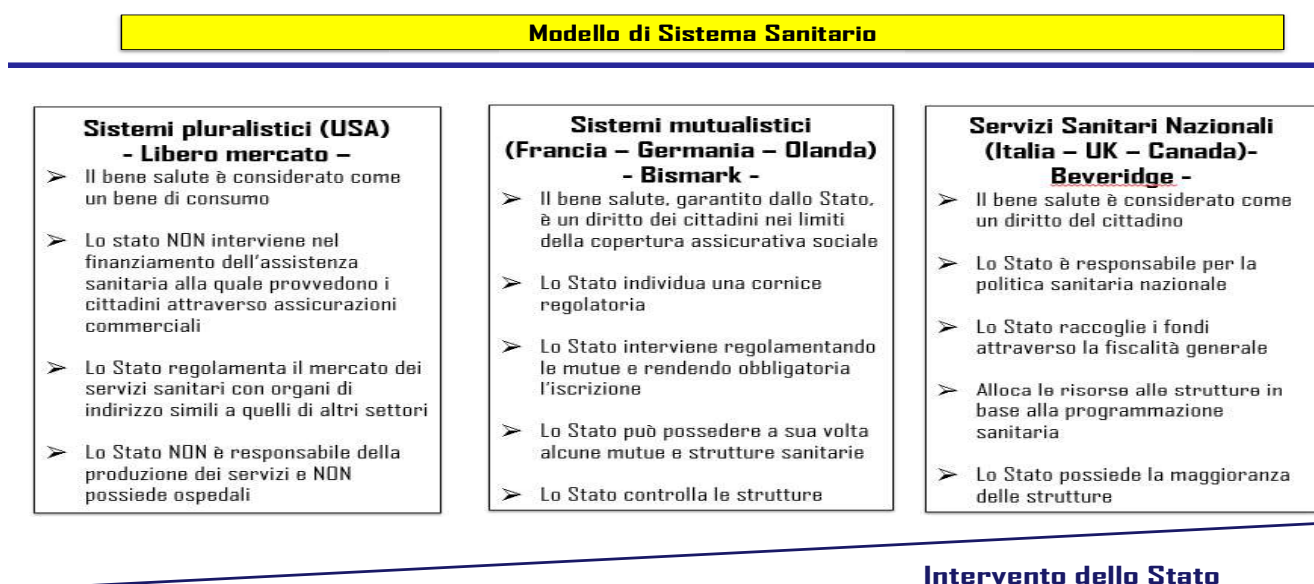 Modello di Sistema Sanitario
Sistemi pluralistici (USA)
- Libero mercato –
➢ Il bene salute è considerato come
un bene di consumo
➢ Lo stato NON interviene nel
finanziamento dell'assistenza
sanitaria alla quale provvedono i
cittadini attraverso assicurazioni
commerciali
➢ Lo Stato regolamenta il mercato dei
servizi sanitari con organi di
indirizzo simili a quelli di altri settori
➢ Lo Stato NON è responsabile della
produzione dei servizi e NON
possiede ospedali
Sistemi mutualistici
(Francia – Germania – Olanda)
- Bismark -
➢ Il bene salute, garantito dallo Stato,
è un diritto dei cittadini nei limiti
della copertura assicurativa sociale
➢ Lo Stato individua una cornice
regolatoria
➢ Lo Stato interviene regolamentando
le mutue e rendendo obbligatoria
l'iscrizione
➢ Lo Stato può possedere a sua volta
alcune mutue e strutture sanitarie
➢ Lo Stato controlla le strutture
Servizi Sanitari Nazionali
(Italia – UK – Canada)-
Beveridge -
➢ Il bene salute è considerato come
un diritto del cittadino
➢ Lo Stato è responsabile per la
politica sanitaria nazionale
➢ Lo Stato raccoglie i fondi
attraverso la fiscalità generale
➢ Alloca le risorse alle strutture in
base alla programmazione
sanitaria
➢ Lo Stato possiede la maggioranza
delle strutture
Intervento dello Stato